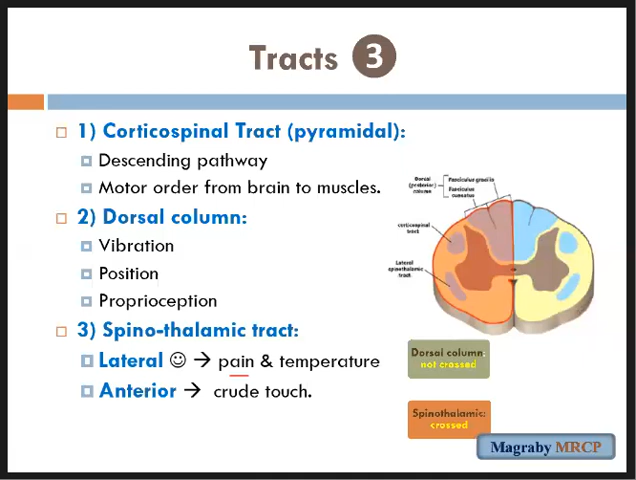 Tracts 3
1) Corticospinal Tract (pyramidal):
Descending pathway
Motor order from brain to muscles.
2) Dorsal column:
Vibration
Position
Proprioception
3) Spino-thalamic tract:
Lateral ☺ → pain & temperature
Anterior → crude touch.
Dorsal
(posterior)
column
Fasciculus gracilis
Fasciculus
cuneatus
corticospinal
tract
Lateral
spinothalamic
tract
Dorsal column:
not crossed
Spinothalamic:
crossed
Magraby MRCP